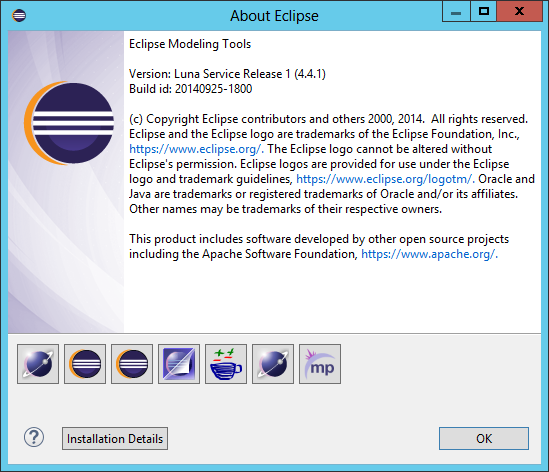 About Eclipse
Eclipse Modeling Tools
Version: Luna Service Release 1 (4.4.1)
Build id: 20140925-1800
(c) Copyright Eclipse contributors and others 2000, 2014.  All rights reserved.
Eclipse and the Eclipse logo are trademarks of the Eclipse Foundation, Inc.,
https://www.eclipse.org/. The Eclipse logo cannot be altered without
Eclipse's permission. Eclipse logos are provided for use under the Eclipse
logo and trademark guidelines, https://www.eclipse.org/logotm/. Oracle and
Java are trademarks or registered trademarks of Oracle and/or its affiliates.
Other names may be trademarks of their respective owners.
This product includes software developed by other open source projects
including the Apache Software Foundation, https://www.apache.org/.
mp
?
Installation Details
OK